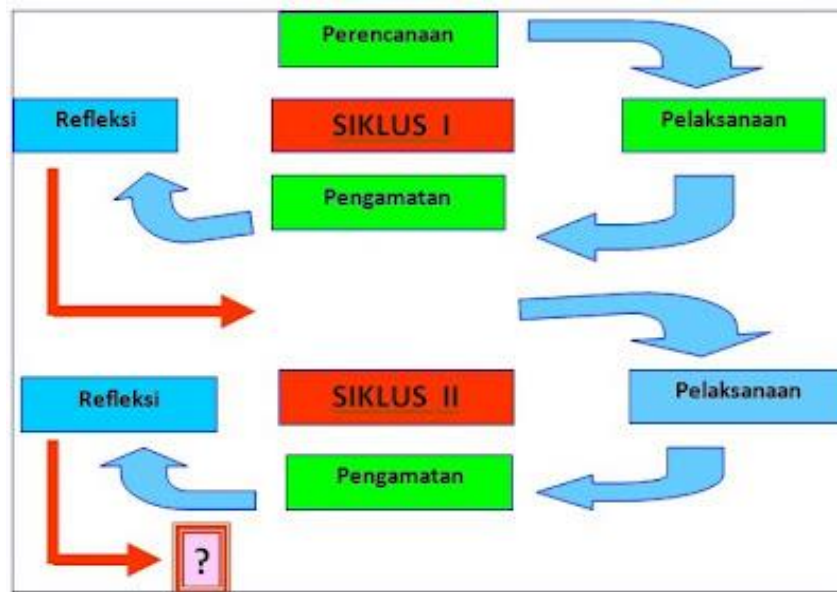 Perencanaan
Refleksi
SIKLUS I
Pelaksanaan
Pengamatan
Refleksi
SIKLUS II
Pelaksanaan
Pengamatan
?